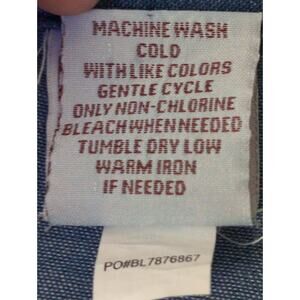 MACHINE WASH
COLD
WITH LIKE COLORS
GENTLE CYCLE
ONLY NON-CHLORINE
BLEACH WHEN NEEDED
TUMBLE DRY LOW
WARM IRON
IF NEEDED
PO#BL7876867